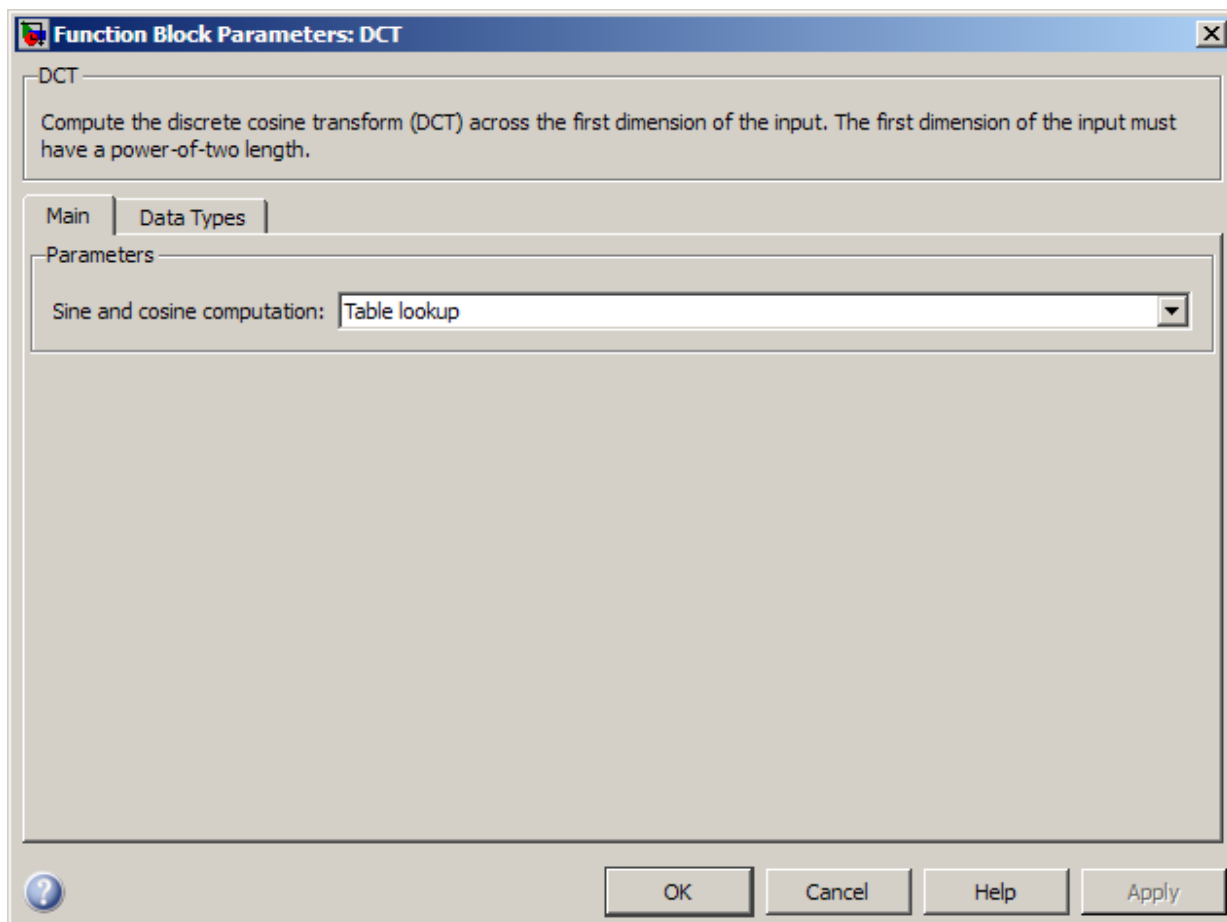 Function Block Parameters: DCT
DCT
Compute the discrete cosine transform (DCT) across the first dimension of the input. The first dimension of the input must
have a power-of-two length.
Main Data Types
Parameters
Sine and cosine computation: Table lookup
OK Cancel Help Apply